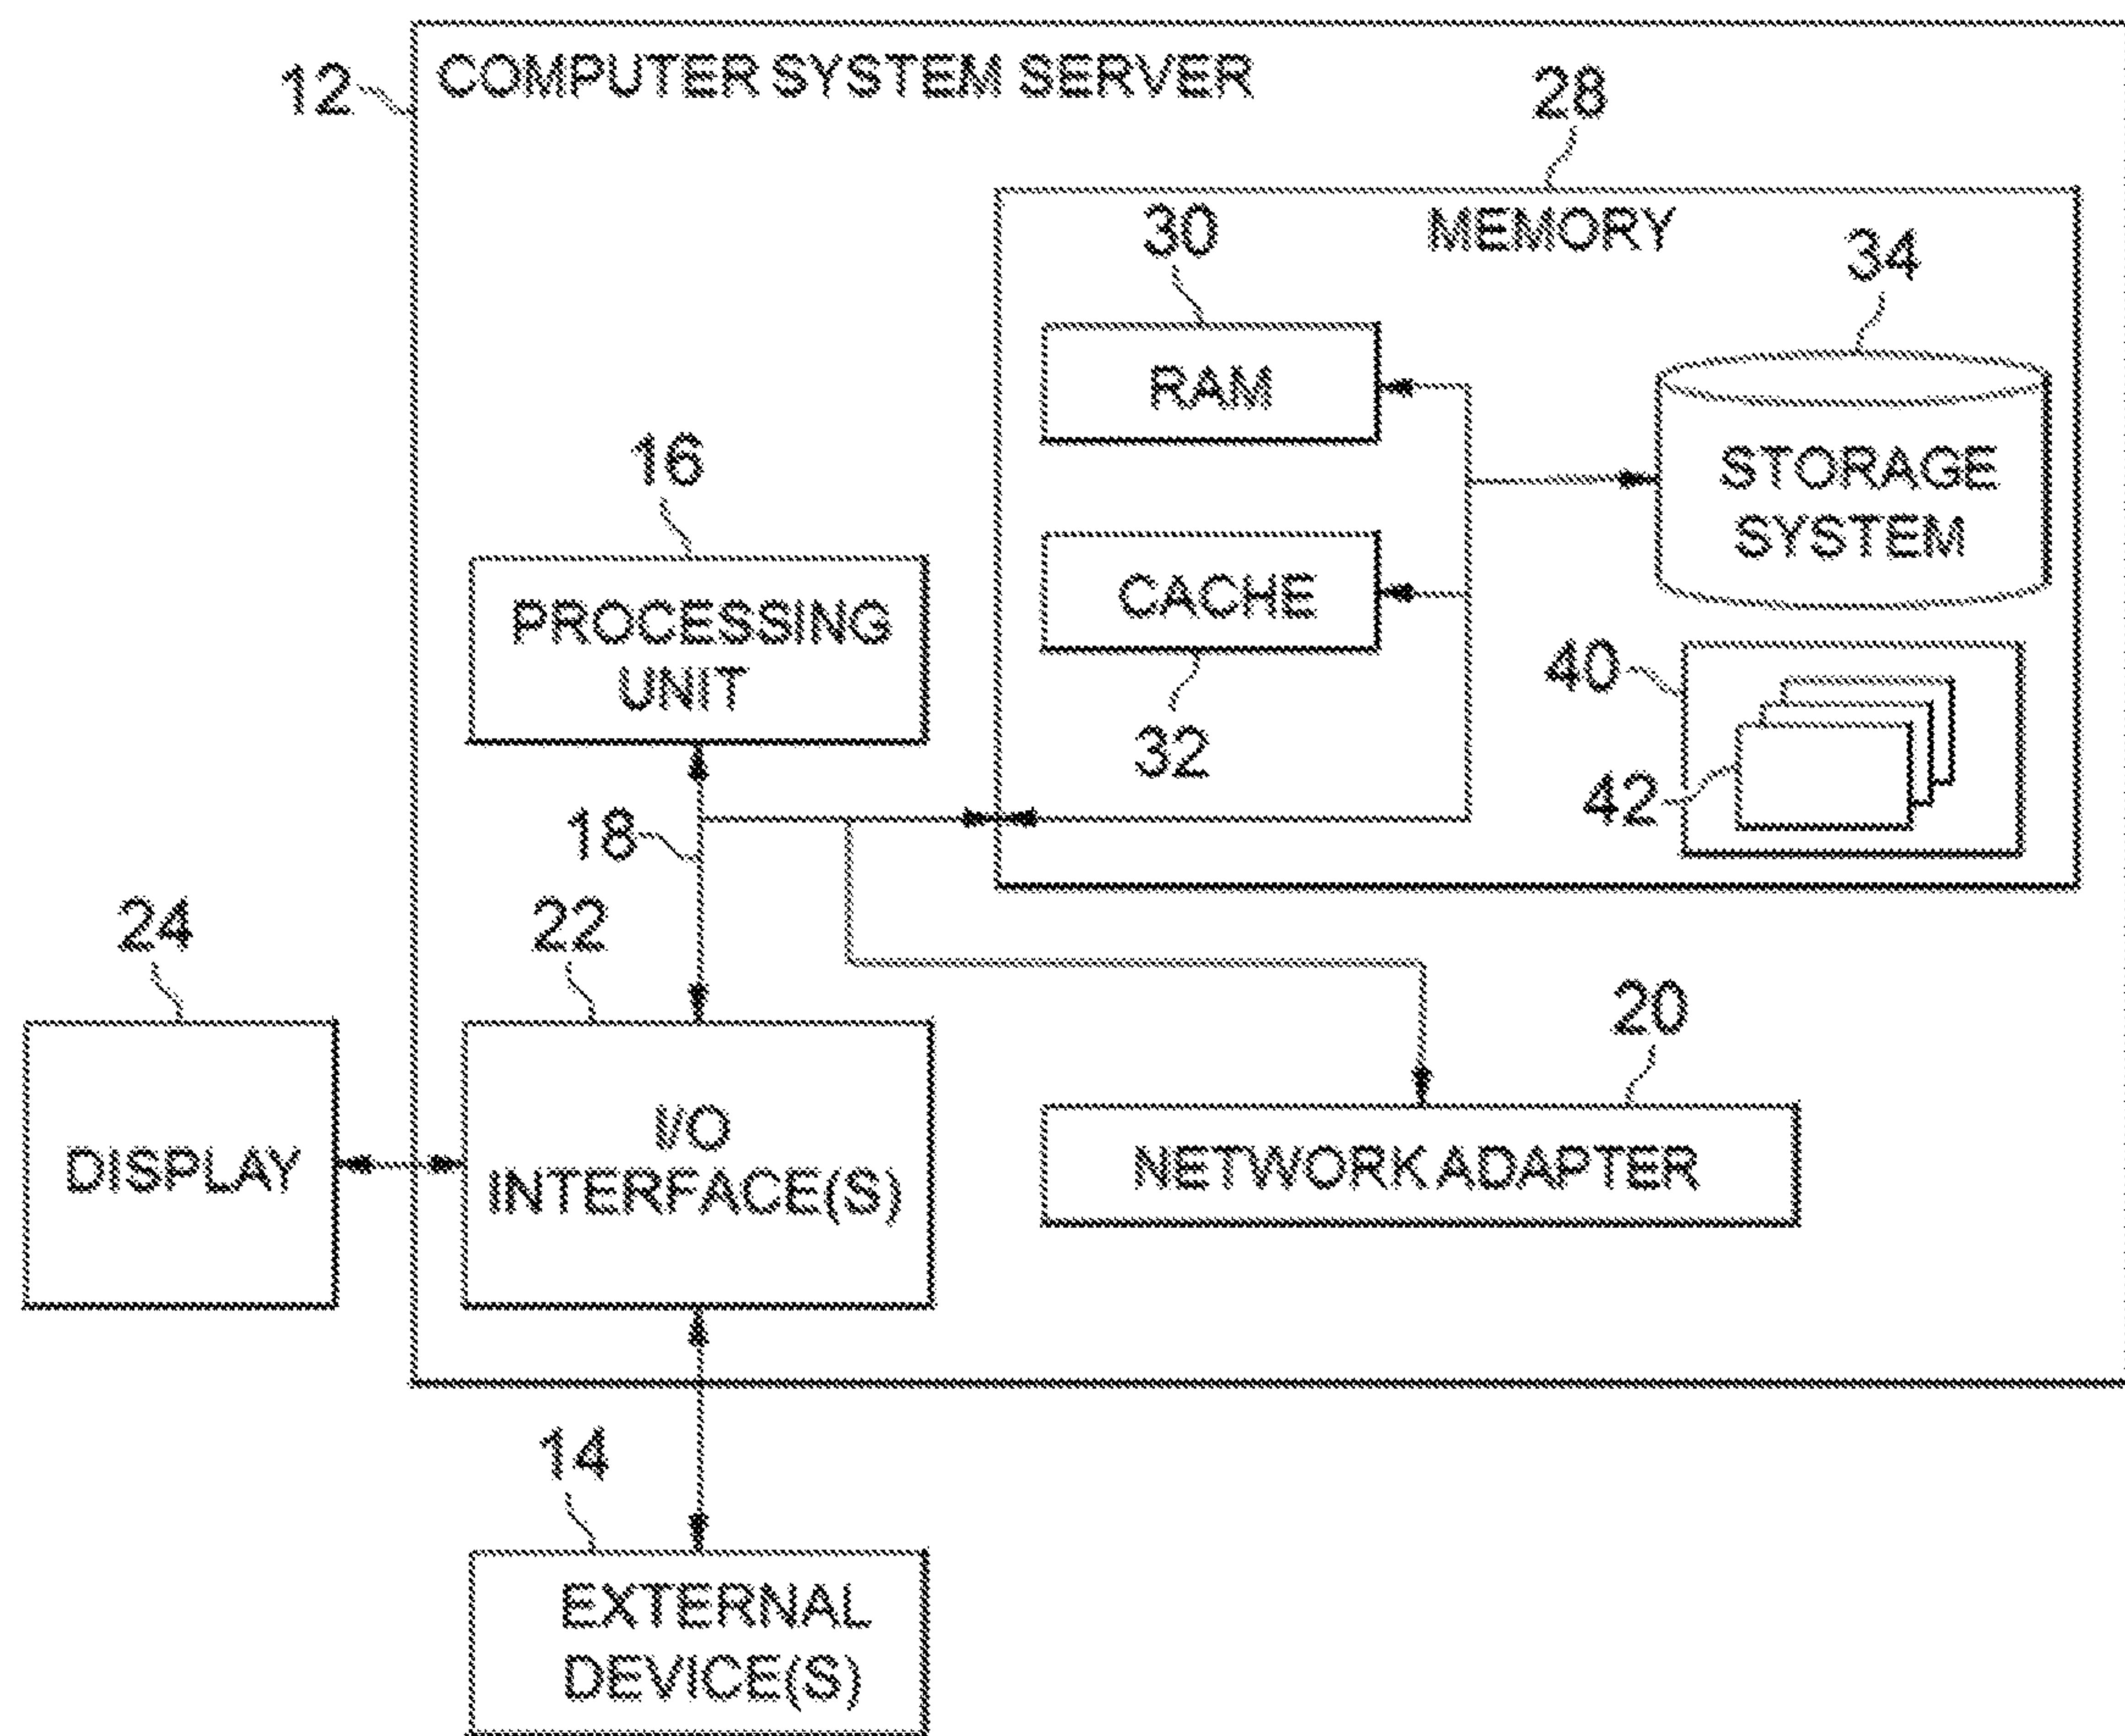 12
COMPUTER SYSTEM SERVER
28
MEMORY
30
34
RAM
STORAGE
SYSTEM
16
PROCESSING
UNIT
CACHE
32
40
42
18
24
22
20
DISPLAY
I/O
INTERFACE(S)
NETWORK ADAPTER
14
EXTERNAL
DEVICE(S)